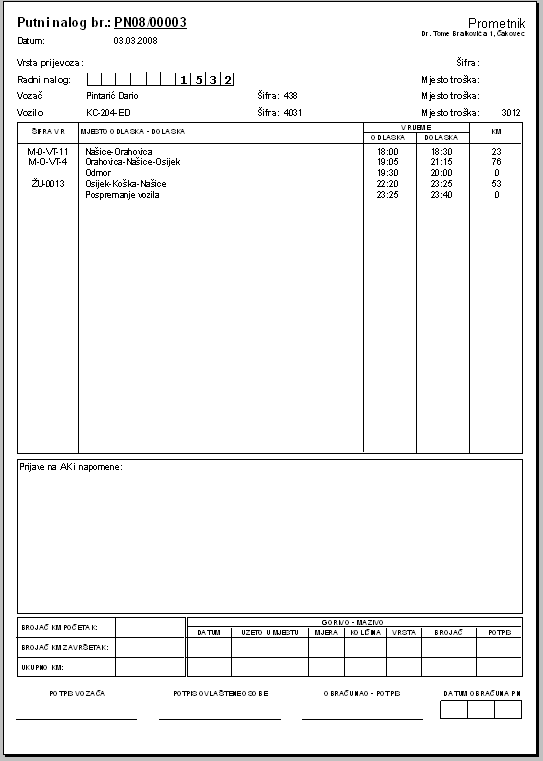 Putni nalog br.: PN08/00003
Prometnik
Dr. Tome Bratkovića 1, Čakovec
Datum: 03.03.2008
Vrsta prijevoza: Šifra:
Radni nalog: 1 5 3 2 Mjesto troška:
Vozač Pintarić Dario Šifra: 438 Mjesto troška:
Vozilo KC-204-ED Šifra: 4031 Mjesto troška: 3012
ŠIFRA VR. MJESTO ODLASKA - DOLASKA VRIJEME KM
ODLASKA DOLASKA
M-0-VT-11 Našice-Orahovica 18:00 18:30 23
M-O-VT-4 Orahovica-Našice-Osijek 19:05 21:15 76
Odmor 19:30 20:00 0
ŽU-0013 Osijek-Koška-Našice 22:20 23:25 53
Pospremanje vozila 23:25 23:40 0
Prijave na AK i napomene:
BROJAČ KM POČETAK:
BROJAČ KM ZAVRŠETAK:
UKUPNO KM:
GORIVO - MAZIVO
DATUM UZETO U MJESTU MJERA KOLIČINA VRSTA BROJAČ POTPIS
POTPIS VOZAČA POTPIS OVLAŠTENE OSOBE OBRAČUNAO - POTPIS DATUM OBRAČUNA PN